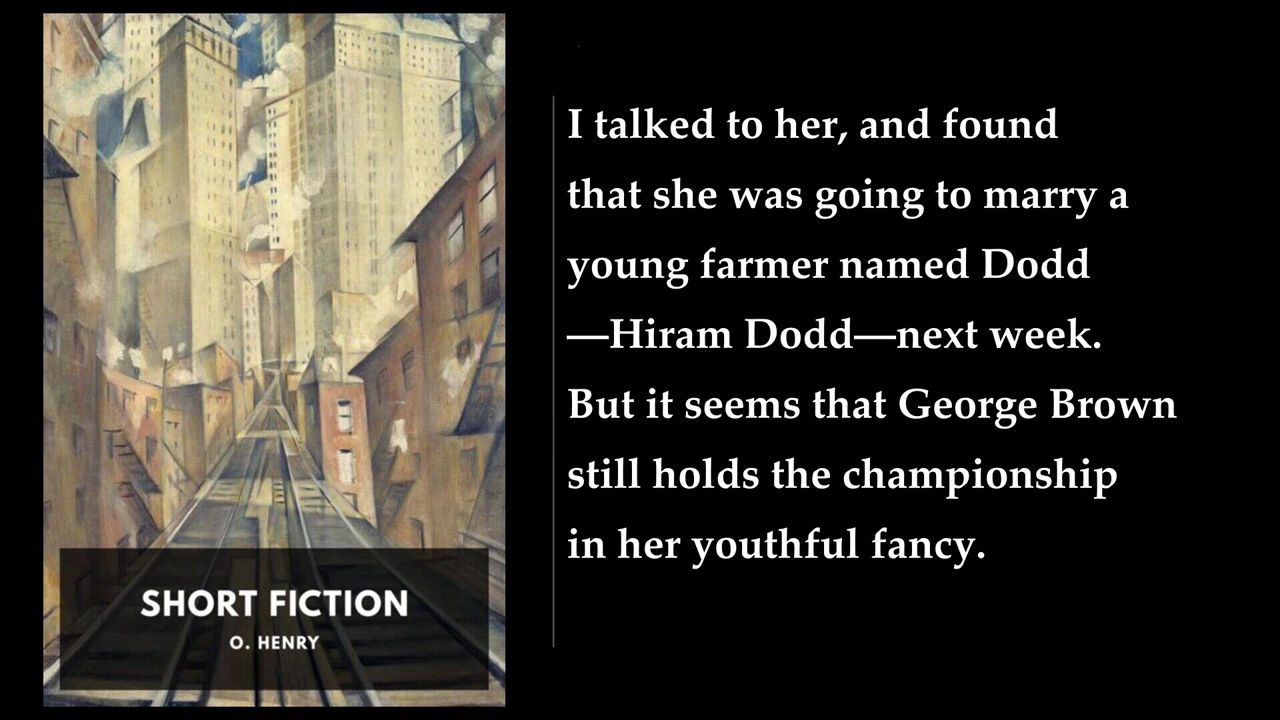 SHORT FICTION
O. HENRY
I talked to her, and found
that she was going to marry a
young farmer named Dodd
—Hiram Dodd—next week.
But it seems that George Brown
still holds the championship
in her youthful fancy.